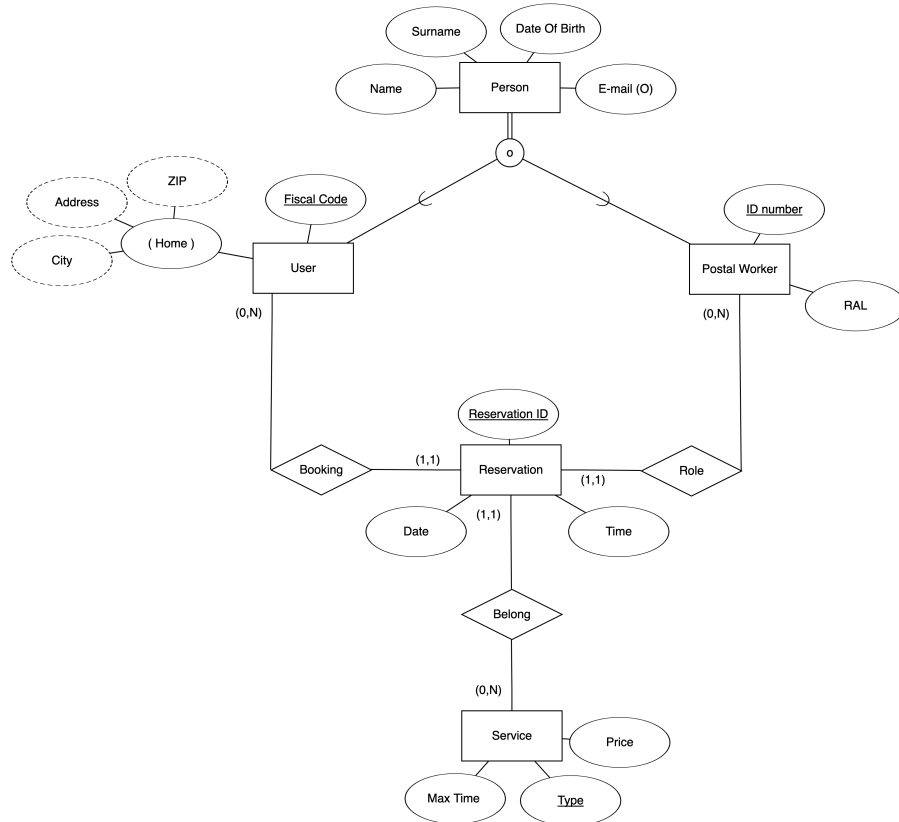 Surname
Date Of Birth
Name
Person
E-mail (O)
o
ZIP
Address
Fiscal Code
ID number
( Home )
City
User
Postal Worker
RAL
(0,N)
(0,N)
Reservation ID
Booking
(1,1)
Reservation
(1,1)
Role
(1,1)
Date
Time
Belong
(0,N)
Service
Price
Max Time
Type